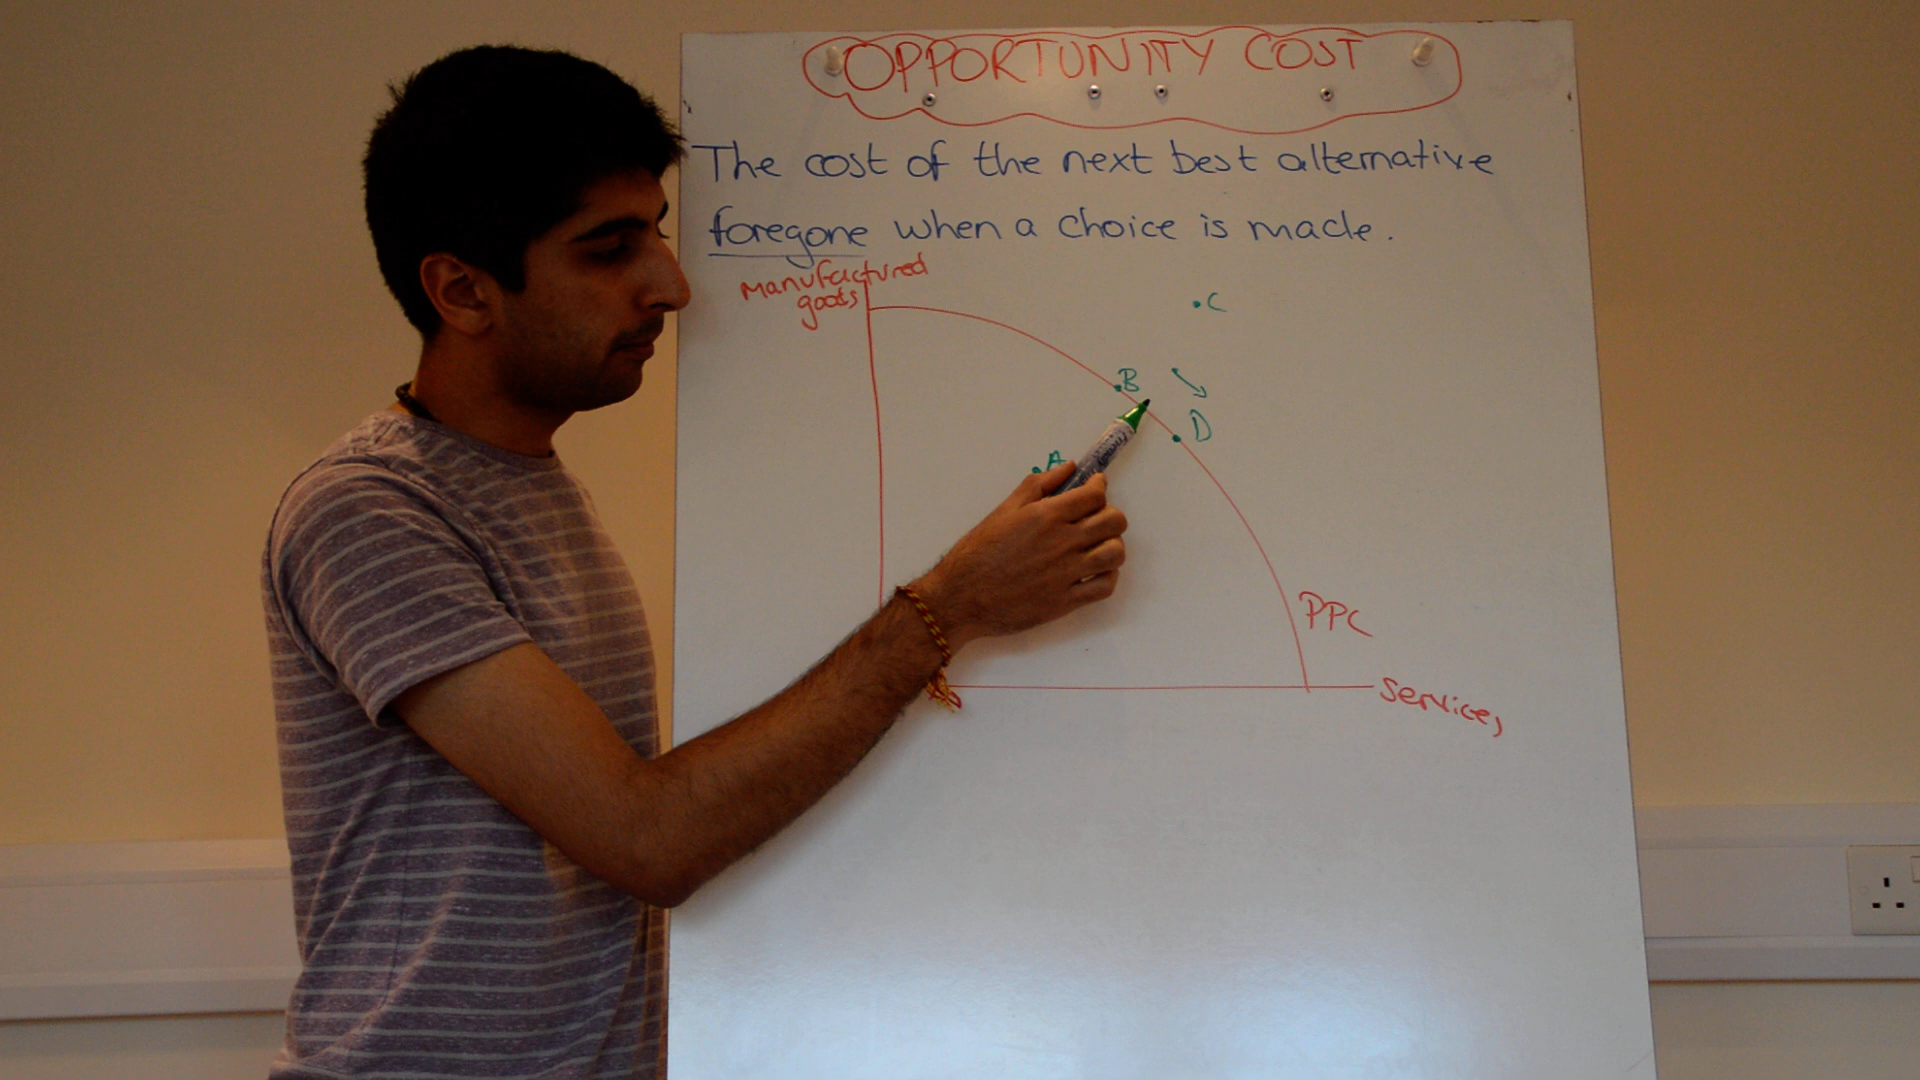 OPPORTUNITY COST
The cost of the next best alternative
foregone when a choice is made.
Manufactured
goods
.C
B
D
A
PPC
Services